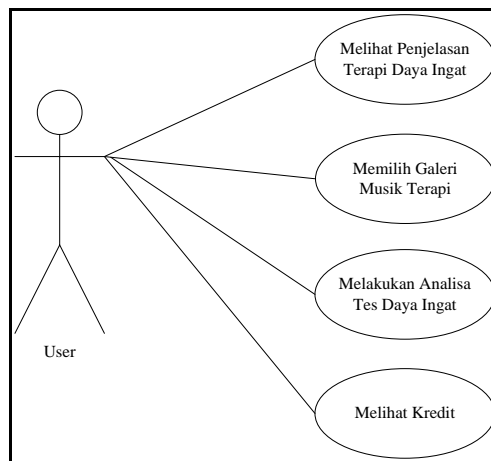 Melihat Penjelasan
Terapi Daya Ingat
Memilih Galeri
Musik Terapi
Melakukan Analisa
Tes Daya Ingat
User
Melihat Kredit